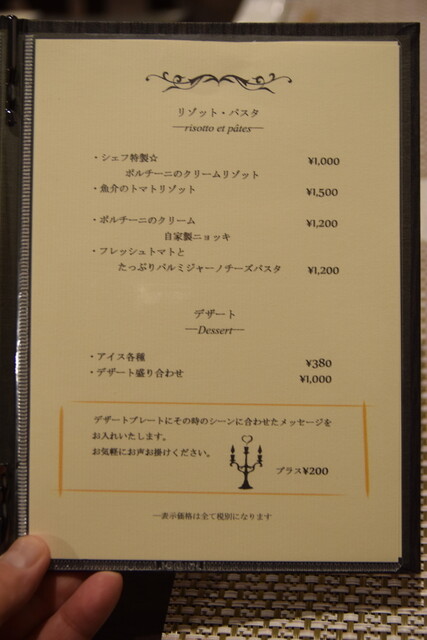 リゾット・パスタ
—risotto et pâtes—
・シェフ特製☆ ¥1,000
ポルチーニのクリームリゾット
・魚介のトマトリゾット ¥1,500
・ポルチーニのクリーム ¥1,200
自家製ニョッキ
・フレッシュトマトと
たっぷりパルミジャーノチーズパスタ ¥1,200
デザート
—Dessert—
・アイス各種 ¥380
・デザート盛り合わせ ¥1,000
デザートプレートにその時のシーンに合わせたメッセージを
お入れいたします。
お気軽にお声お掛けください。
プラス¥200
—表示価格は全て税別になります